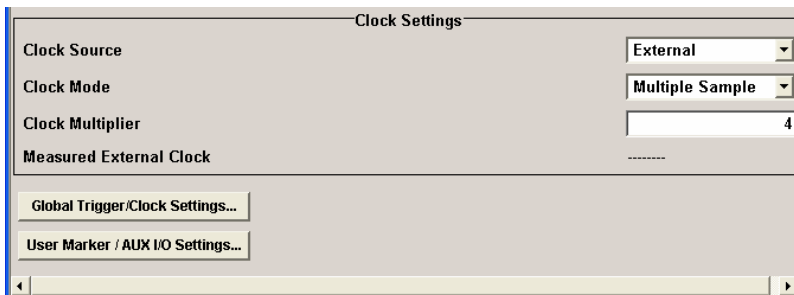 Clock Settings
Clock Source External
Clock Mode Multiple Sample
Clock Multiplier 4
Measured External Clock --------
Global Trigger/Clock Settings...
User Marker / AUX I/O Settings...